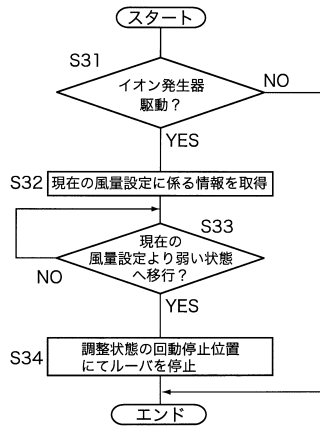 スタート
S31
イオン発生器
駆動？
NO
YES
S32
現在の風量設定に係る情報を取得
S33
現在の
風量設定より弱い状態
へ移行？
NO
YES
S34
調整状態の回動停止位置
にてルーバを停止
エンド